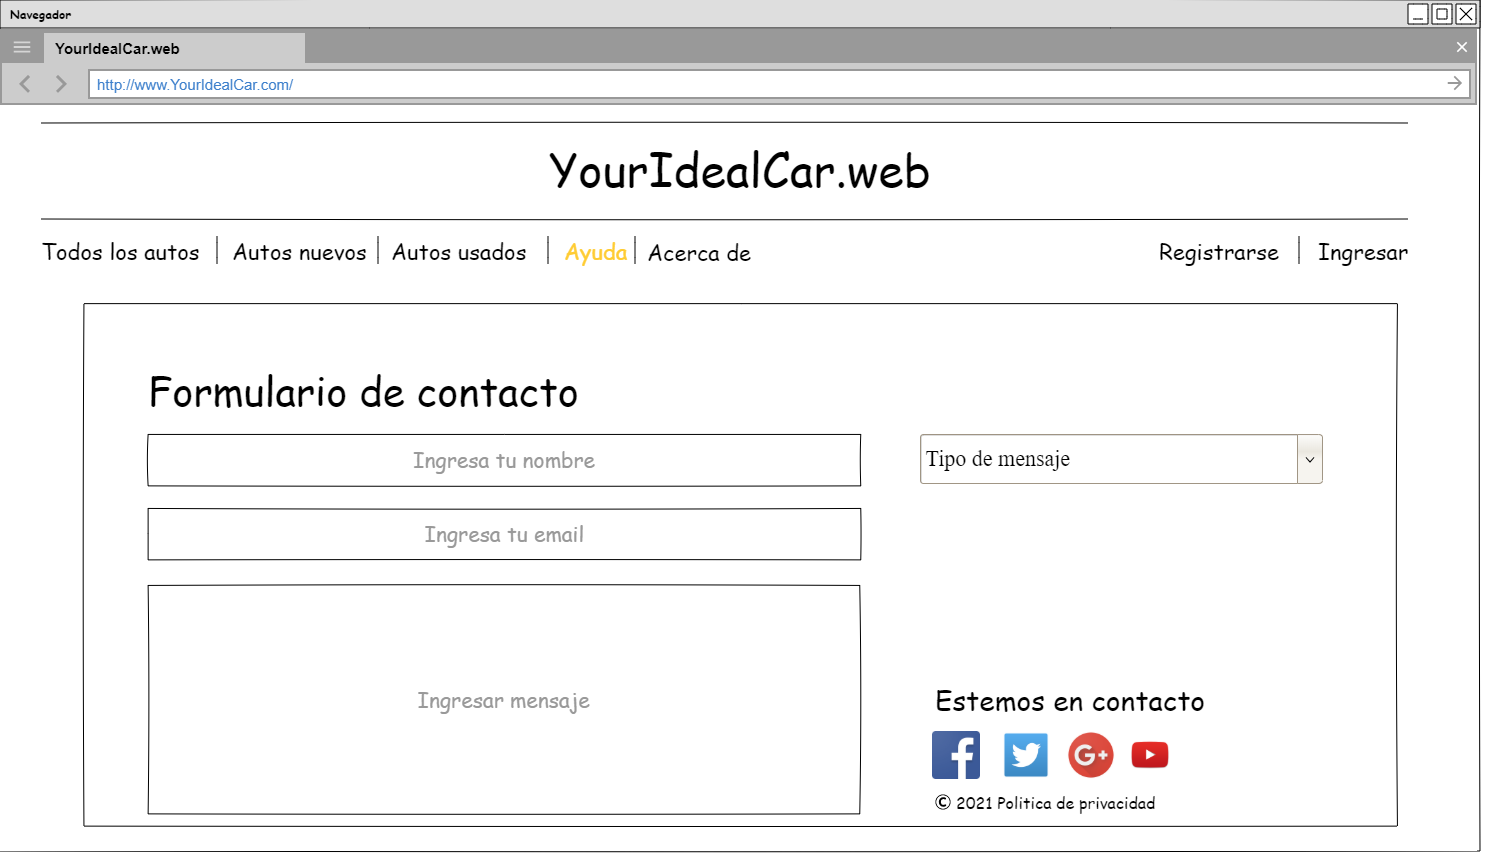 Navegador
YourIdealCar.web
http://www.YourIdealCar.com/
YourIdealCar.web
Todos los autos | Autos nuevos | Autos usados | Ayuda | Acerca de Registrarse | Ingresar
Formulario de contacto
Ingresa tu nombre
Tipo de mensaje
Ingresa tu email
Ingresar mensaje
Estemos en contacto
© 2021 Politica de privacidad